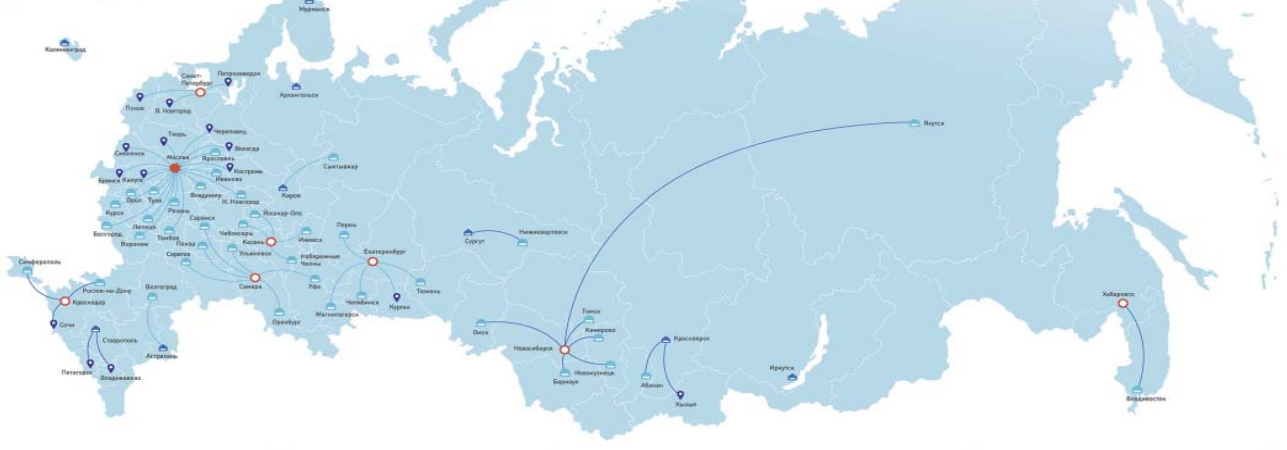 Мурманск
Калининград
Санкт-
Петербург
Петрозаводск
Архангельск
Псков
В. Новгород
Якутск
Тверь
Череповец
Смоленск
Москва
Вологда
Ярославль
Кострома
Сыктывкар
Брянск
Калуга
Иваново
Киров
Орёл
Тула
Владимир
Н. Новгород
Курск
Рязань
Йошкар-Ола
Белгород
Липецк
Саранск
Чебоксары
Пермь
Воронеж
Тамбов
Пенза
Казань
Ижевск
Сургут
Нижневартовск
Саратов
Ульяновск
Набережные
Челны
Екатеринбург
Симферополь
Ростов-на-Дону
Волгоград
Самара
Уфа
Тюмень
Краснодар
Челябинск
Курган
Магнитогорск
Хабаровск
Сочи
Оренбург
Омск
Томск
Кемерово
Ставрополь
Новосибирск
Красноярск
Астрахань
Пятигорск
Владикавказ
Новокузнецк
Барнаул
Абакан
Иркутск
Кызыл
Владивосток